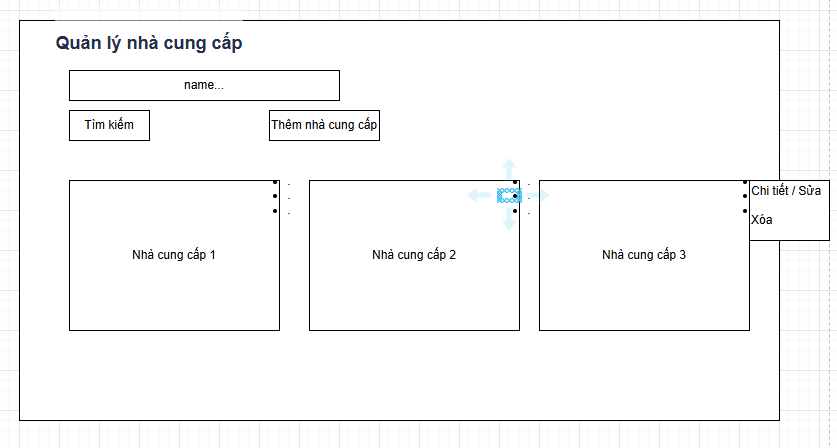 Quản lý nhà cung cấp
name...
Tìm kiếm
Thêm nhà cung cấp
Nhà cung cấp 1
Nhà cung cấp 2
Nhà cung cấp 3
Chi tiết / Sửa
Xóa